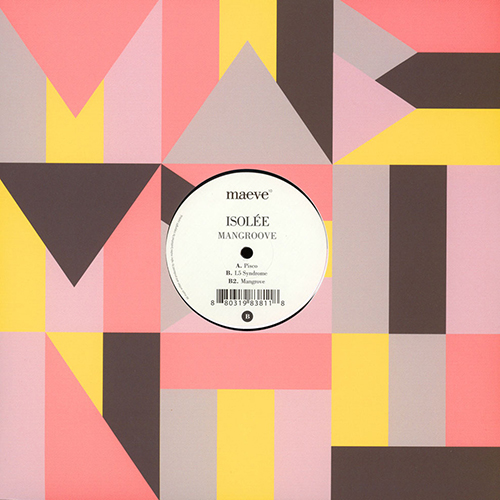 maeve
ISOLÉE
MANGROOVE
A. Pisco
B. 1.5 Syndrome
B2. Mangrove
8 80319 83811 8
B